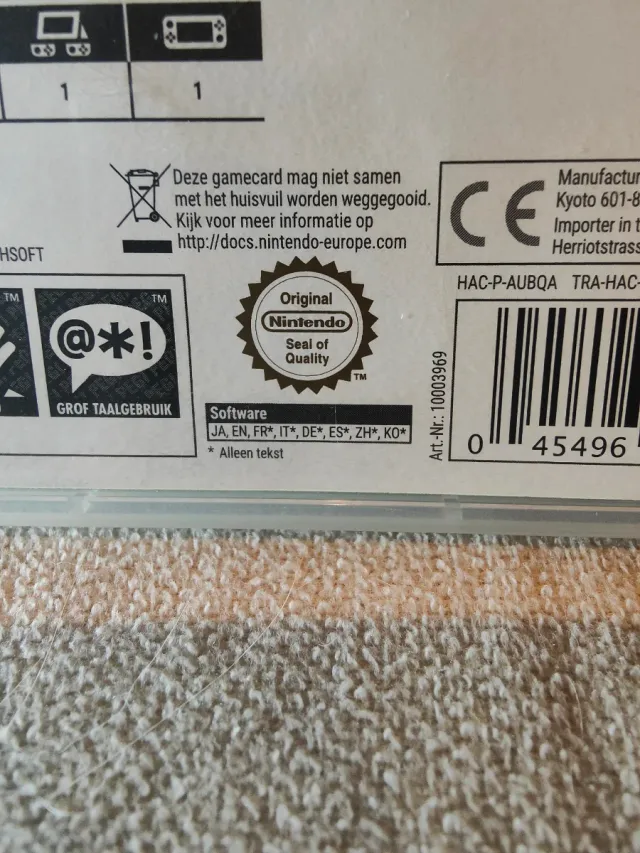 1 1
Deze gamecard mag niet samen
met het huisvuil worden weggegooid.
Kijk voor meer informatie op
http://docs.nintendo-europe.com
CE
Manufactur
Kyoto 601-8
Importer in t
Herriotstrass
HSOFT
TM
TM
@*!
GROF TAALGEBRUIK
Original
Nintendo
Seal of
Quality
TM
Software
JA, EN, FR*, IT*, DE*, ES*, ZH*, KO*
* Alleen tekst
Art.-Nr.: 10003969
HAC-P-AUBQA TRA-HAC-
0 45496